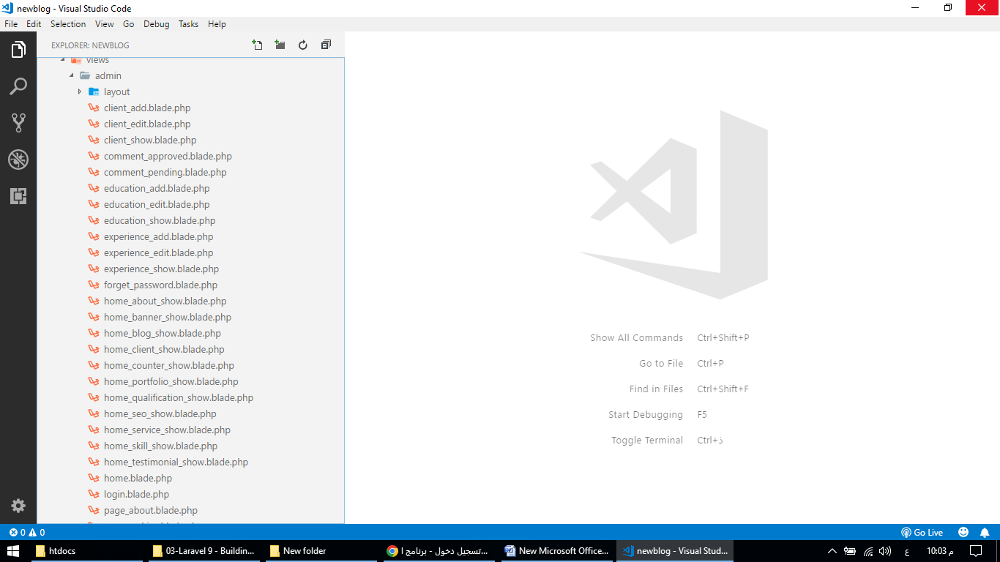 newblog - Visual Studio Code
File Edit Selection View Go Debug Tasks Help
EXPLORER: NEWBLOG
views
admin
layout
client_add.blade.php
client_edit.blade.php
client_show.blade.php
comment_approved.blade.php
comment_pending.blade.php
education_add.blade.php
education_edit.blade.php
education_show.blade.php
experience_add.blade.php
experience_edit.blade.php
experience_show.blade.php
forget_password.blade.php
home_about_show.blade.php
home_banner_show.blade.php
home_blog_show.blade.php
home_client_show.blade.php
home_counter_show.blade.php
home_portfolio_show.blade.php
home_qualification_show.blade.php
home_seo_show.blade.php
home_service_show.blade.php
home_skill_show.blade.php
home_testimonial_show.blade.php
home.blade.php
login.blade.php
page_about.blade.php
Show All Commands Ctrl+Shift+P
Go to File Ctrl+P
Find in Files Ctrl+Shift+F
Start Debugging F5
Toggle Terminal Ctrl+ذ
0 0 Go Live
htdocs 03-Laravel 9 - Buildin... New folder تسجيل دخول - برنامج ا... New Microsoft Office... newblog - Visual Stud... ع 10:03 م